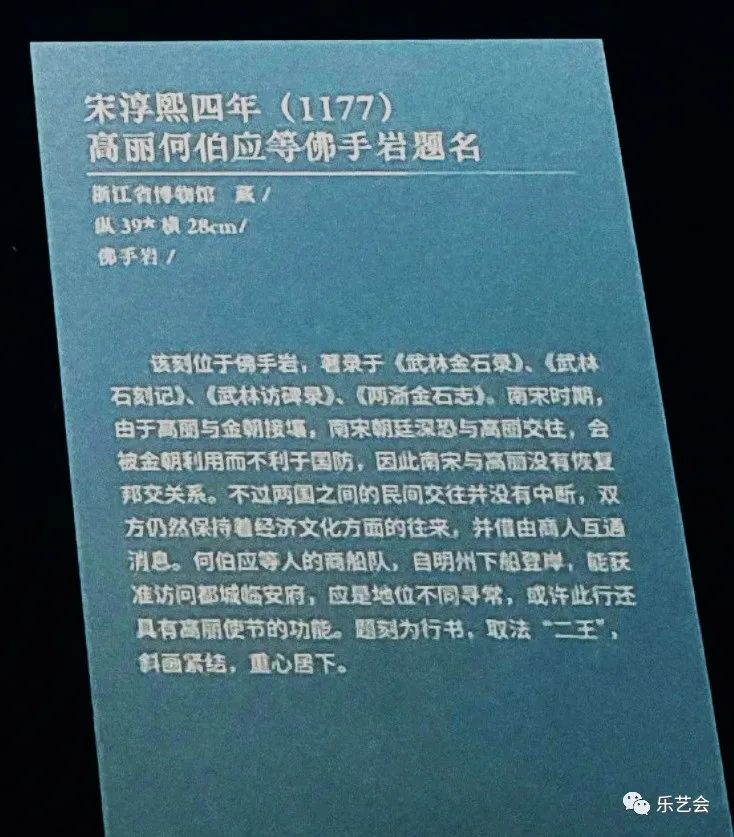 宋淳熙四年（1177）
高丽何伯应等佛手岩题名
浙江省博物馆 藏 /
纵 39* 横 28cm/
佛手岩 /
该刻位于佛手岩，著录于《武林金石录》、《武林
石刻记》、《武林访碑录》、《两浙金石志》。南宋时期，
由于高丽与金朝接壤，南宋朝廷深恐与高丽交往，会
被金朝利用而不利于国防，因此南宋与高丽没有恢复
邦交关系。不过两国之间的民间交往并没有中断，双
方仍然保持着经济文化方面的往来，并借由商人互通
消息。何伯应等人的商船队，自明州下船登岸，能获
准访问都城临安府，应是地位不同寻常，或许此行还
具有高丽使节的功能。题刻为行书，取法“二王”，
斜画紧结，重心居下。
乐艺会